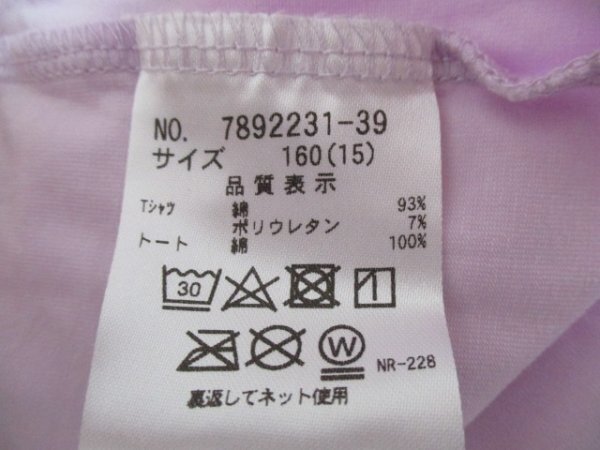 NO. 7892231-39
サイズ 160(15)
品質表示
Tシャツ 綿 93%
ポリウレタン 7%
トート 綿 100%
30
W NR-228
裏返してネット使用